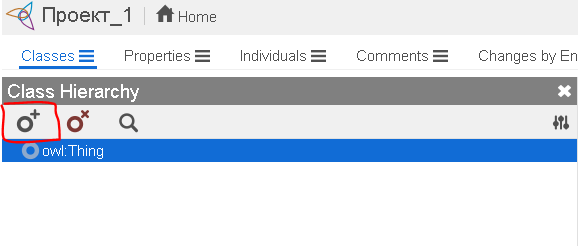 Проект_1 Home
Classes Properties Individuals Comments Changes by En
Class Hierarchy
owl:Thing